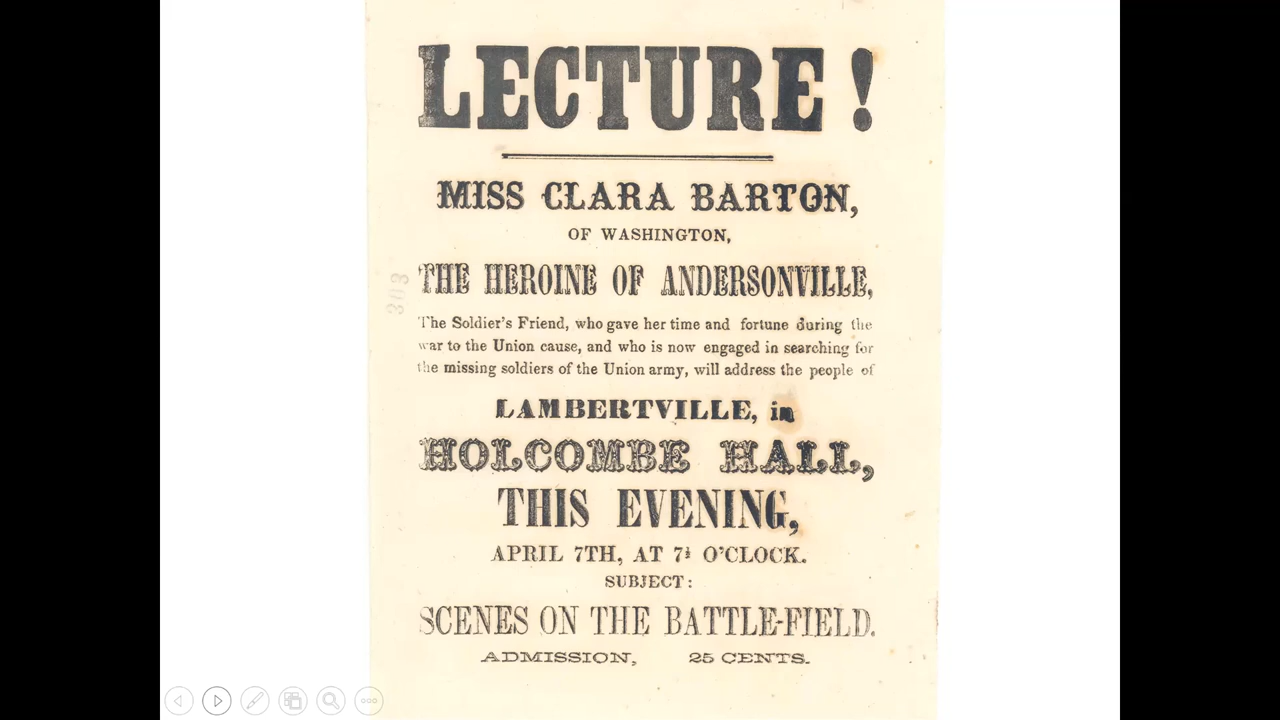 LECTURE!
MISS CLARA BARTON,
OF WASHINGTON,
THE HEROINE OF ANDERSONVILLE,
The Soldier's Friend, who gave her time and fortune during the
war to the Union cause, and who is now engaged in searching for
the missing soldiers of the Union army, will address the people of
LAMBERTVILLE, in
HOLCOMBE HALL,
THIS EVENING,
APRIL 7TH, AT 7½ O'CLOCK.
SUBJECT:
SCENES ON THE BATTLE-FIELD.
ADMISSION, 25 CENTS.
303